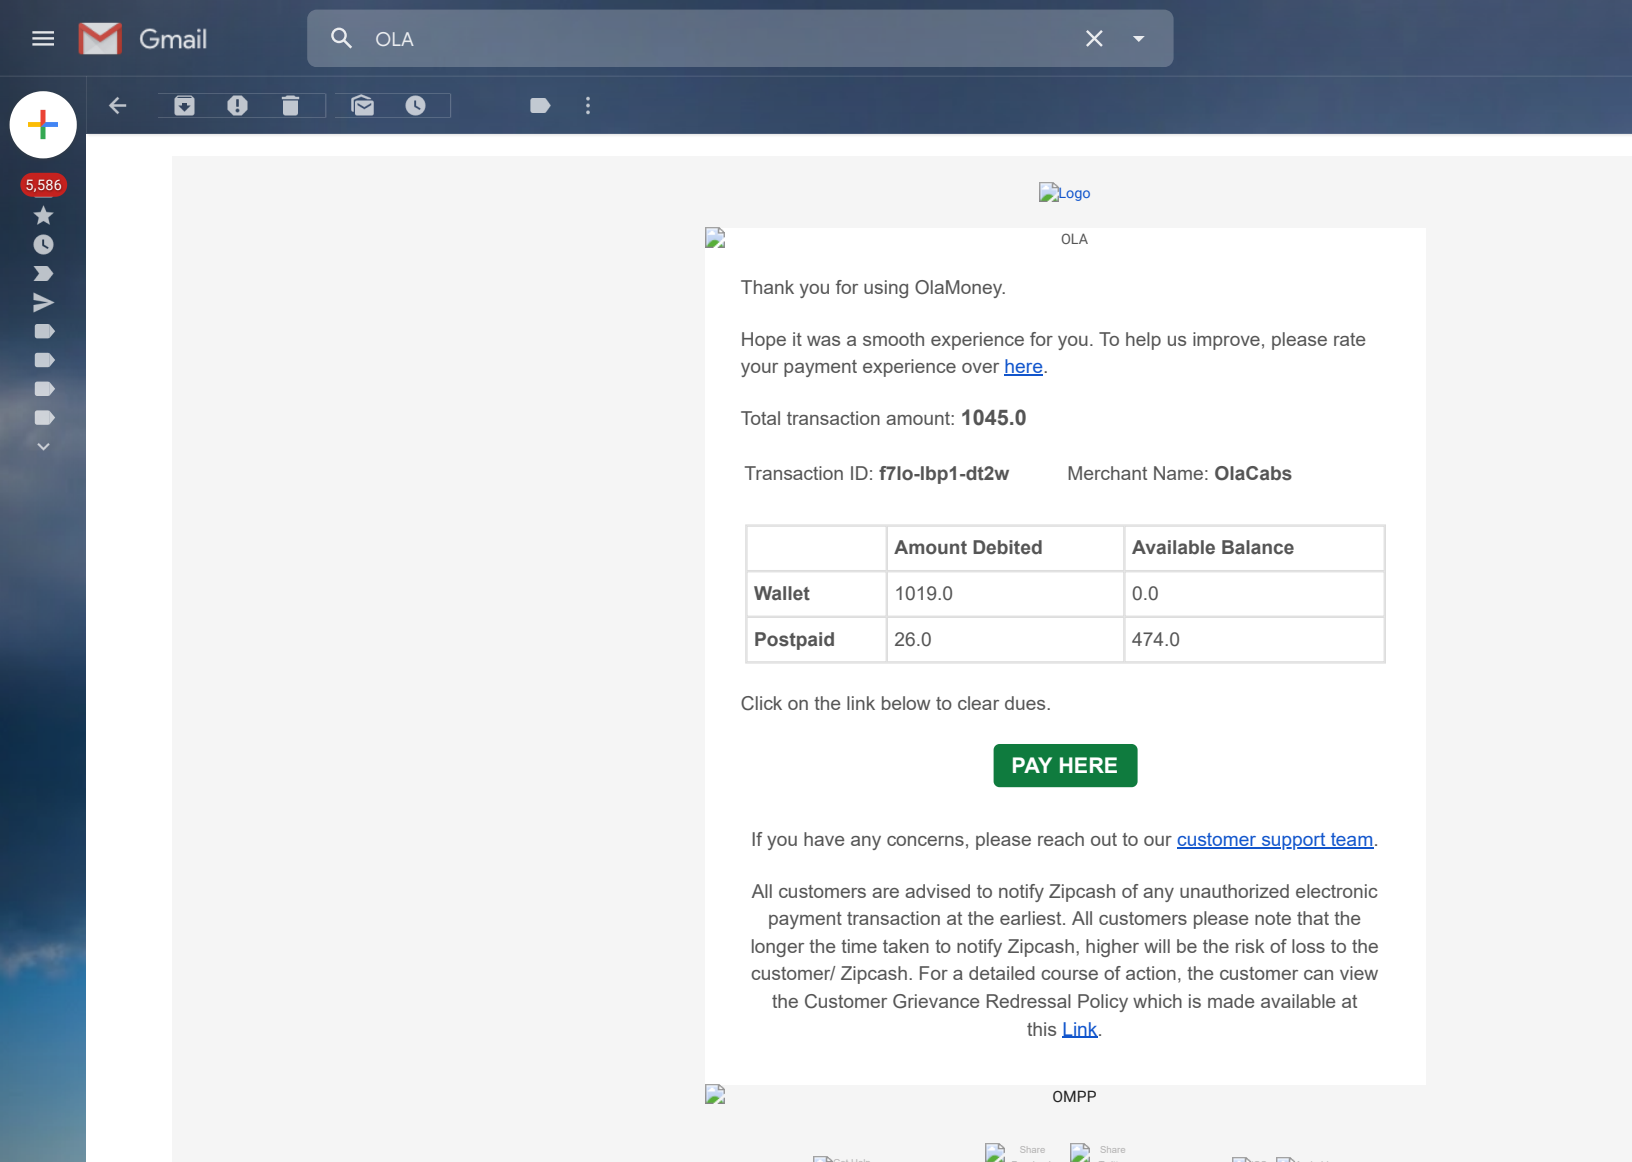 Gmail
OLA
5,586
Logo
OLA
Thank you for using OlaMoney.
Hope it was a smooth experience for you. To help us improve, please rate
your payment experience over here.
Total transaction amount: 1045.0
Transaction ID: f7lo-lbp1-dt2w Merchant Name: OlaCabs
Amount Debited Available Balance
Wallet 1019.0 0.0
Postpaid 26.0 474.0
Click on the link below to clear dues.
PAY HERE
If you have any concerns, please reach out to our customer support team.
All customers are advised to notify Zipcash of any unauthorized electronic
payment transaction at the earliest. All customers please note that the
longer the time taken to notify Zipcash, higher will be the risk of loss to the
customer/ Zipcash. For a detailed course of action, the customer can view
the Customer Grievance Redressal Policy which is made available at
this Link.
OMPP
Share Share